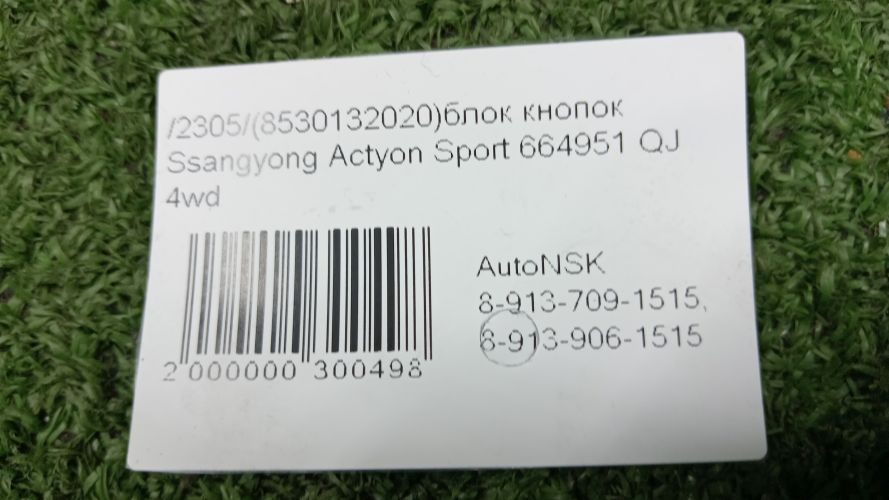 /2305/(8530132020)блок кнопок
Ssangyong Actyon Sport 664951 QJ
4wd
AutoNSK
8-913-709-1515,
8-913-906-1515
2 000000 300498